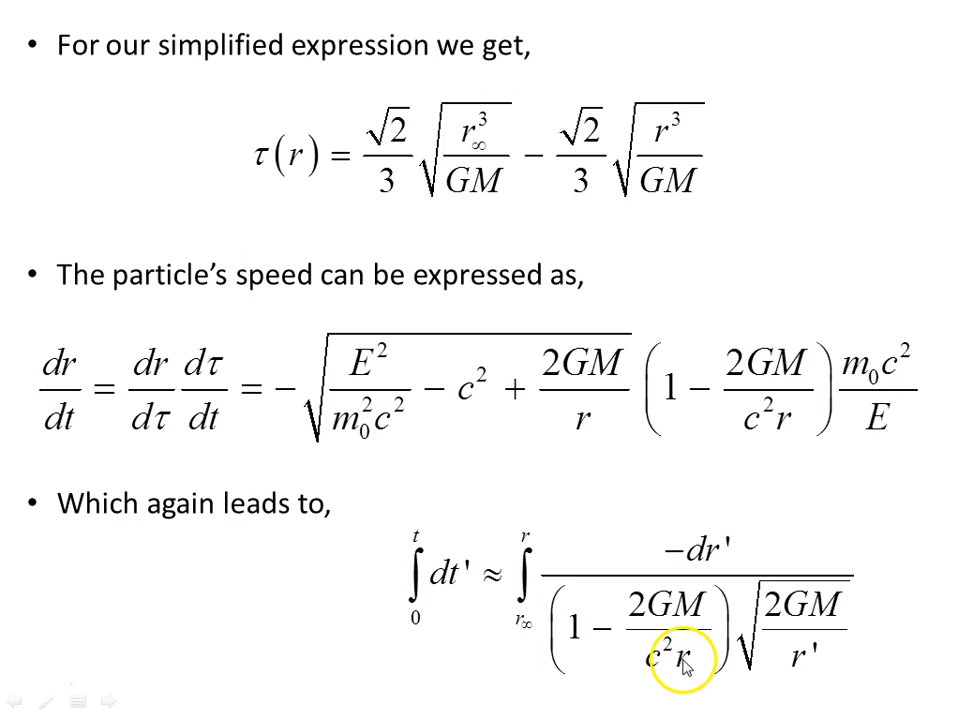 • For our simplified expression we get,
τ(r) = √2/3 √(r∞³/GM) − √2/3 √(r³/GM)
• The particle’s speed can be expressed as,
dr/dt = dr/dτ dτ/dt = −√(E²/m₀²c² − c² + 2GM/r) (1 − 2GM/c²r) m₀c²/E
• Which again leads to,
∫₀ᵗ dt' ≈ ∫_{r∞}^{r} −dr' / ((1 − 2GM/c²r) √(2GM/r'))